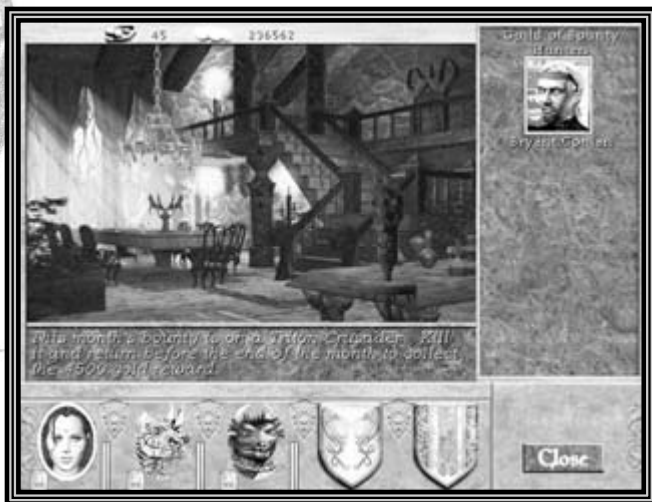 45 236562
Guild of Bounty
Hunters
Bryant
This month's bounty is on a Triton Crusader. Kill
it and return before the end of the month to collect
the 4500 gold reward.
Close